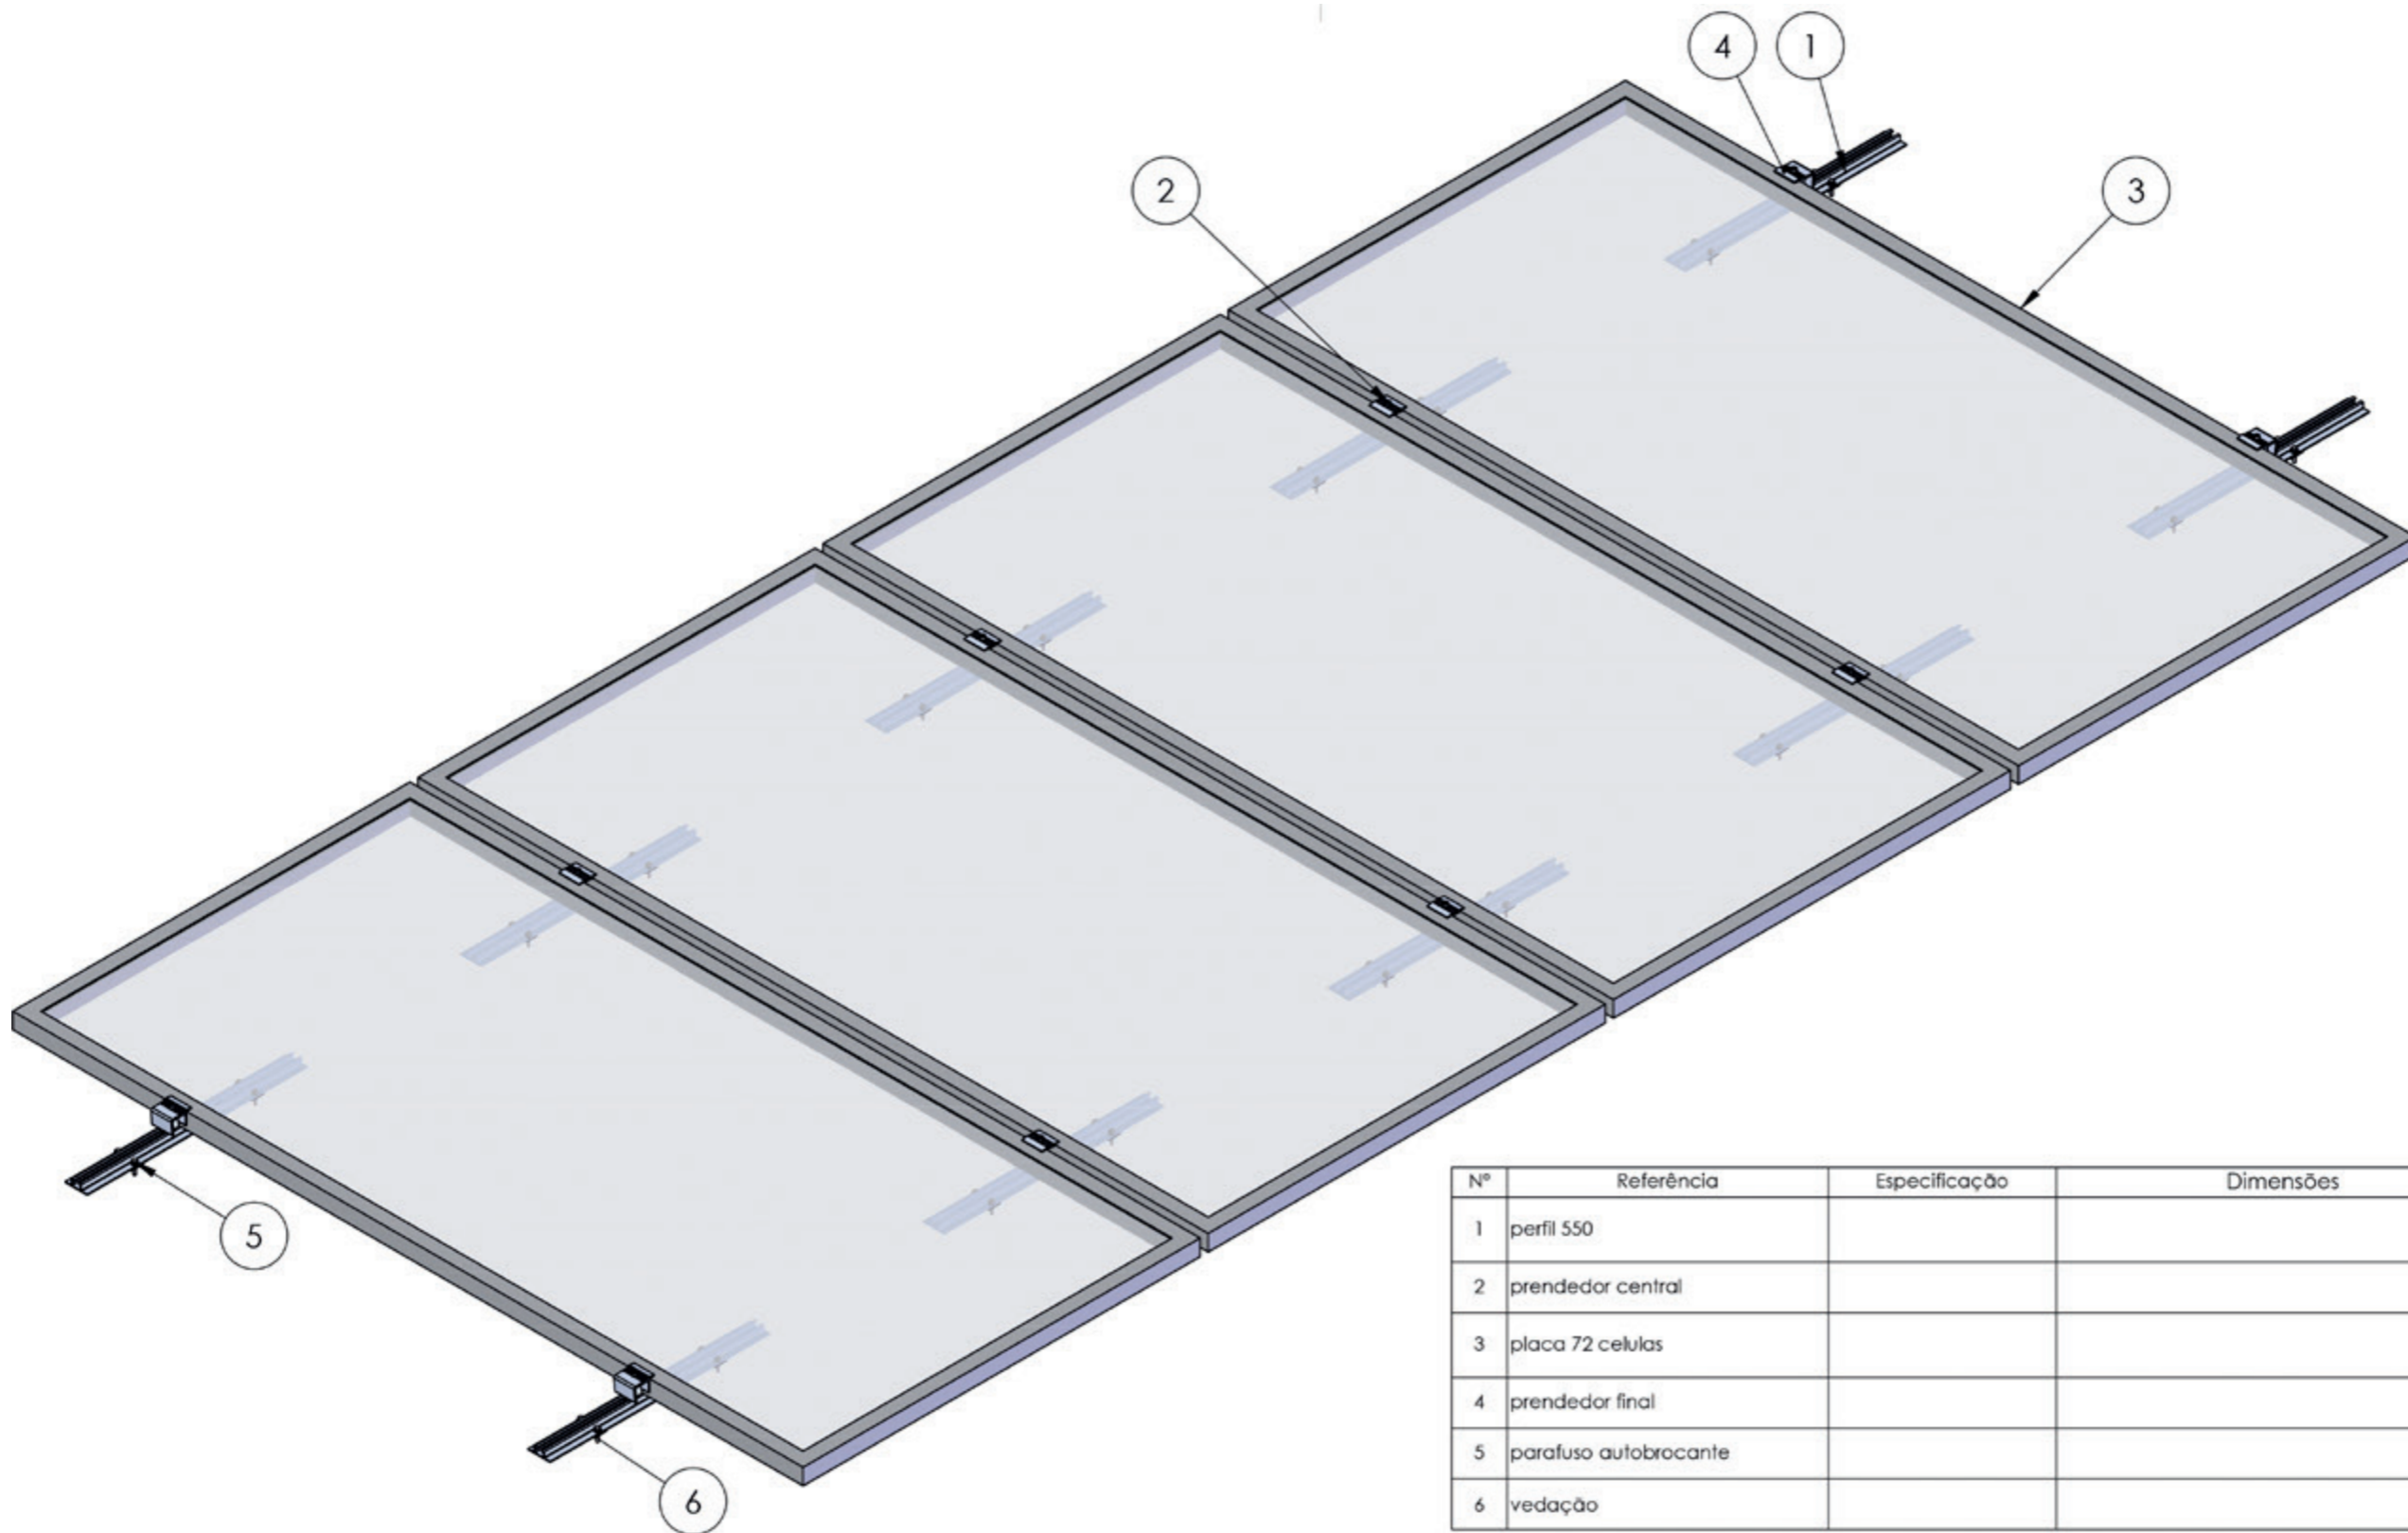 4 1
2
3
5
6
Nº Referência Especificação Dimensões
1 perfil 550
2 prendedor central
3 placa 72 celulas
4 prendedor final
5 parafuso autobrocante
6 vedação